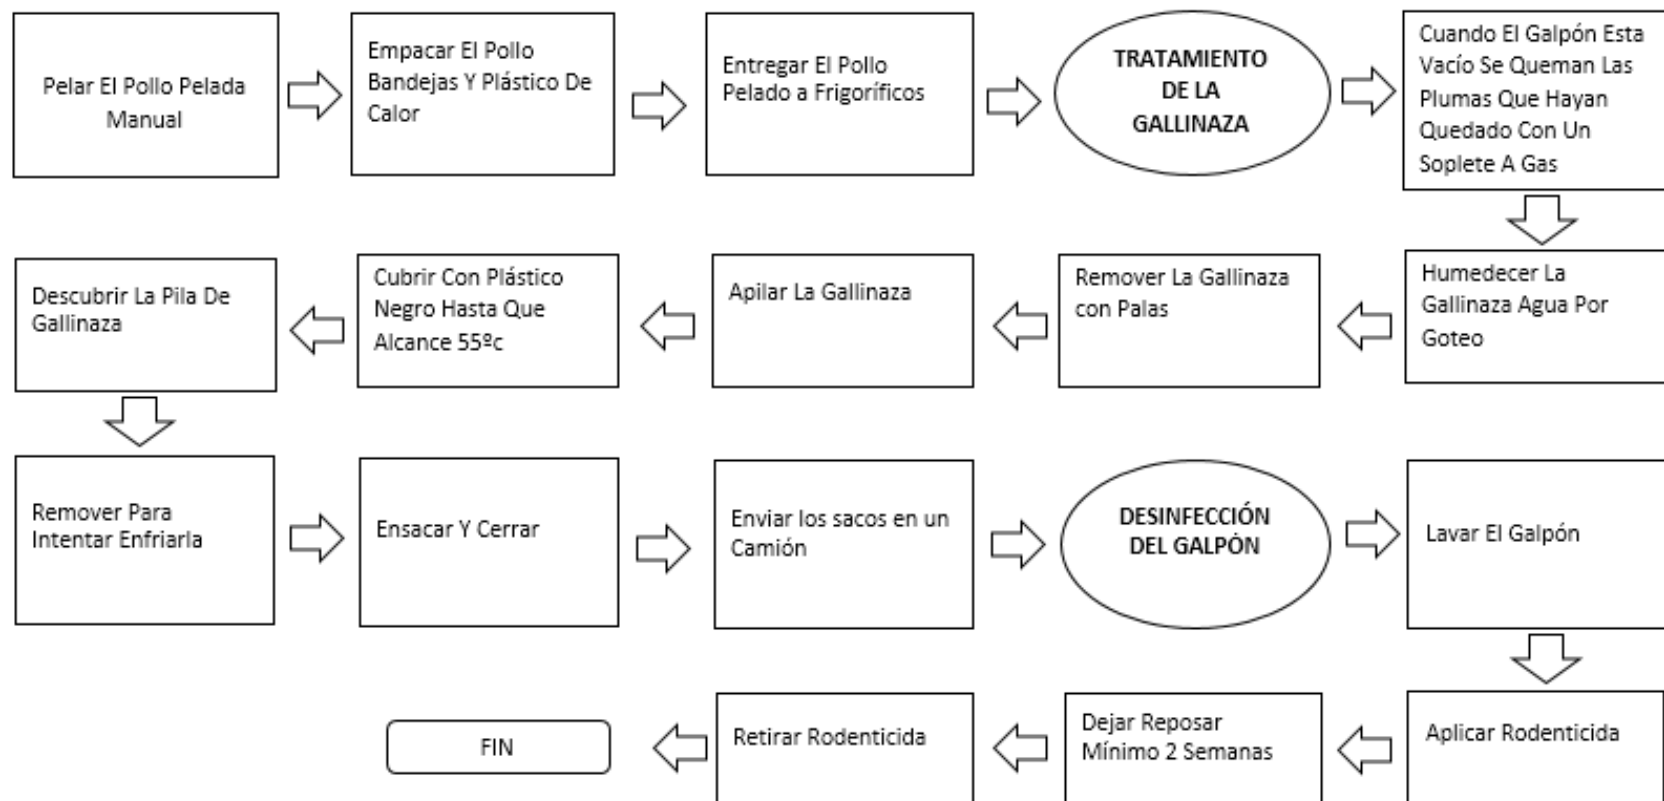 Pelar El Pollo Pelada
Manual
Empacar El Pollo
Bandejas Y Plástico De
Calor
Entregar El Pollo
Pelado a Frigoríficos
TRATAMIENTO
DE LA
GALLINAZA
Cuando El Galpón Esta
Vacío Se Queman Las
Plumas Que Hayan
Quedado Con Un
Soplete A Gas
Humedecer La
Gallinaza Agua Por
Goteo
Remover La Gallinaza
con Palas
Apilar La Gallinaza
Cubrir Con Plástico
Negro Hasta Que
Alcance 55ºc
Descubrir La Pila De
Gallinaza
Remover Para
Intentar Enfriarla
Ensacar Y Cerrar
Enviar los sacos en un
Camión
DESINFECCIÓN
DEL GALPÓN
Lavar El Galpón
Aplicar Rodenticida
Dejar Reposar
Mínimo 2 Semanas
Retirar Rodenticida
FIN